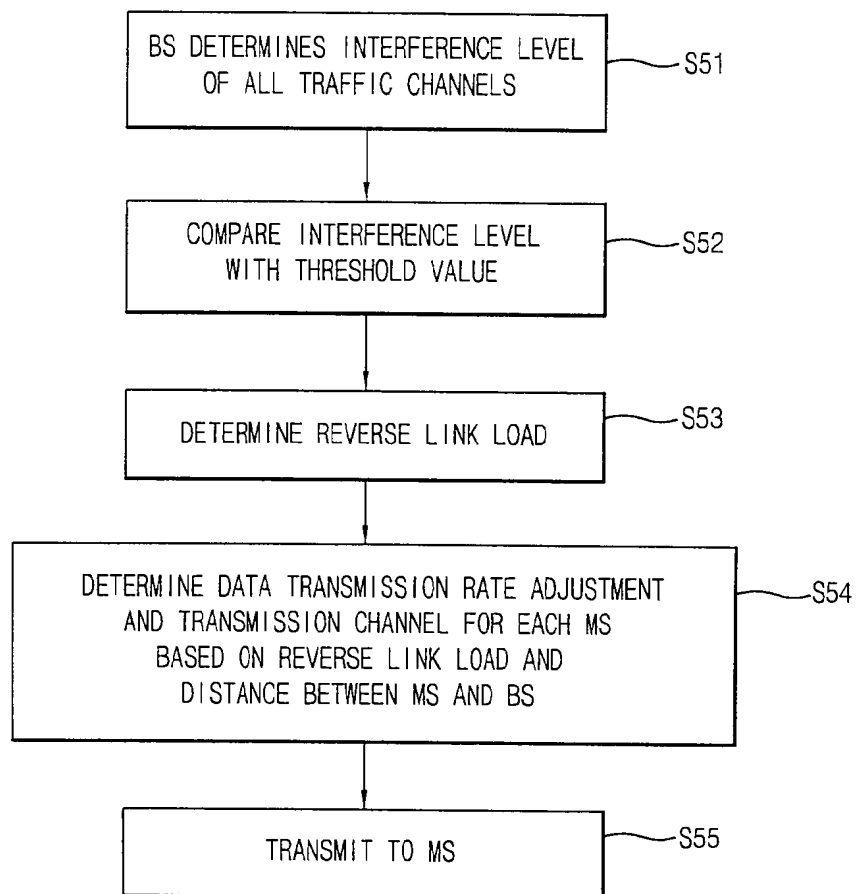 BS DETERMINES INTERFERENCE LEVEL
OF ALL TRAFFIC CHANNELS
S51
COMPARE INTERFERENCE LEVEL
WITH THRESHOLD VALUE
S52
DETERMINE REVERSE LINK LOAD
S53
DETERMINE DATA TRANSMISSION RATE ADJUSTMENT
AND TRANSMISSION CHANNEL FOR EACH MS
BASED ON REVERSE LINK LOAD AND
DISTANCE BETWEEN MS AND BS
S54
TRANSMIT TO MS
S55